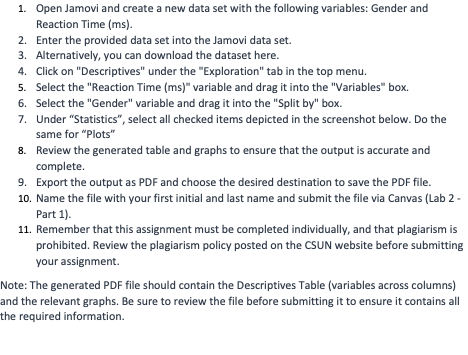 1. Open Jamovi and create a new data set with the following variables: Gender and
Reaction Time (ms).
2. Enter the provided data set into the Jamovi data set.
3. Alternatively, you can download the dataset here.
4. Click on "Descriptives" under the "Exploration" tab in the top menu.
5. Select the "Reaction Time (ms)" variable and drag it into the "Variables" box.
6. Select the "Gender" variable and drag it into the "Split by" box.
7. Under “Statistics”, select all checked items depicted in the screenshot below. Do the
same for “Plots”
8. Review the generated table and graphs to ensure that the output is accurate and
complete.
9. Export the output as PDF and choose the desired destination to save the PDF file.
10. Name the file with your first initial and last name and submit the file via Canvas (Lab 2 -
Part 1).
11. Remember that this assignment must be completed individually, and that plagiarism is
prohibited. Review the plagiarism policy posted on the CSUN website before submitting
your assignment.
Note: The generated PDF file should contain the Descriptives Table (variables across columns)
and the relevant graphs. Be sure to review the file before submitting it to ensure it contains all
the required information.